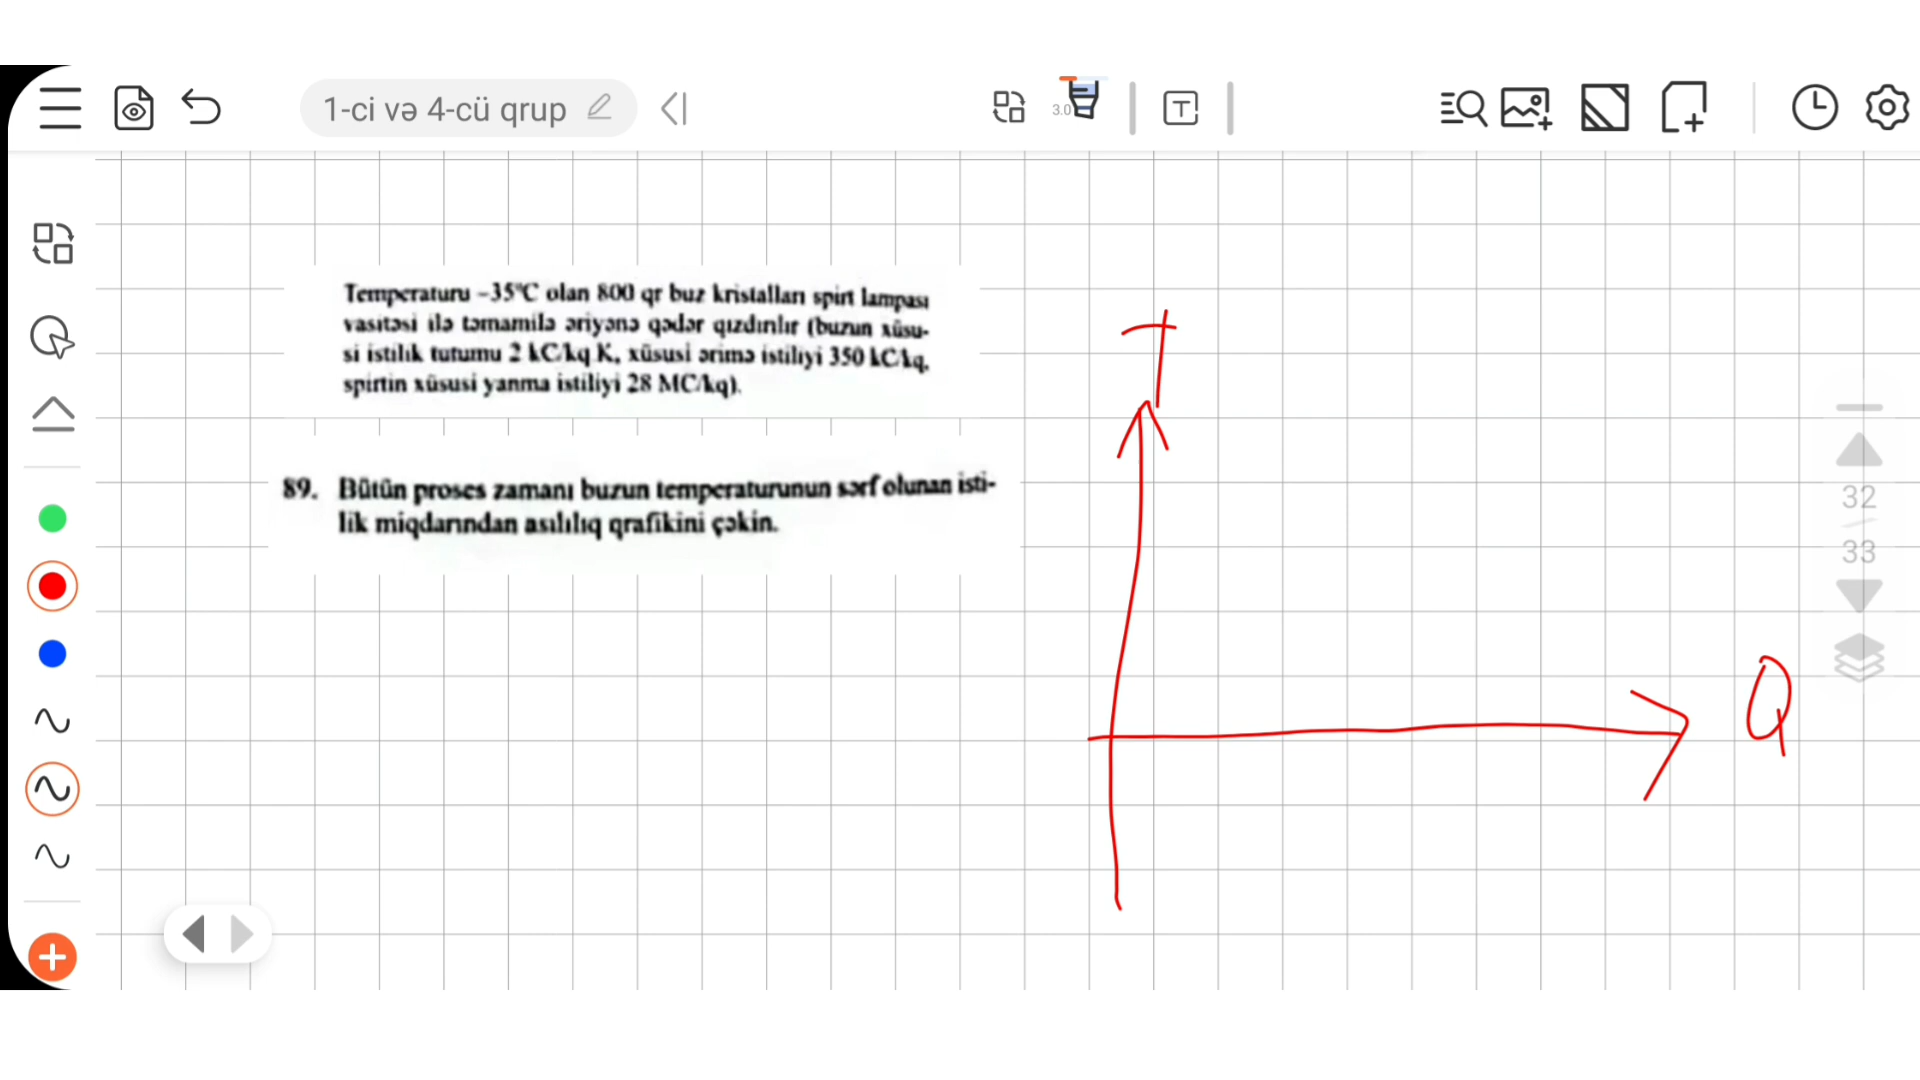 1-ci və 4-cü qrup
3.0
T
Temperaturu –35°C olan 800 qr buz kristalları spirt lampası
vasitəsi ilə tamamilə əriyənə qədər qızdırılır (buzun xüsu-
si istilik tutumu 2 kC/kq K, xüsusi ərimə istiliyi 350 kC/kq,
spirtin xüsusi yanma istiliyi 28 MC/kq).
T
89. Bütün proses zamanı buzun temperaturunun sərf olunan isti-
lik miqdarından asılılıq qrafikini çəkin.
32
33
Q